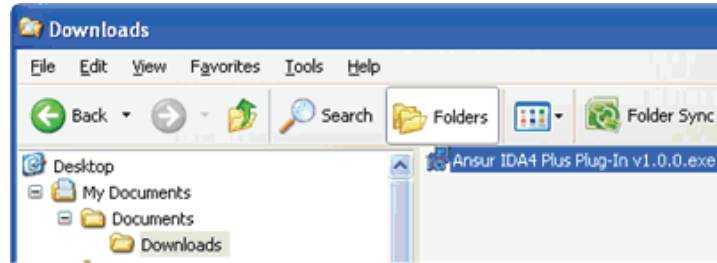 Downloads
File Edit View Favorites Tools Help
Back Search Folders Folder Sync
Desktop
Ansur IDA4 Plus Plug-In v1.0.0.exe
My Documents
Documents
Downloads